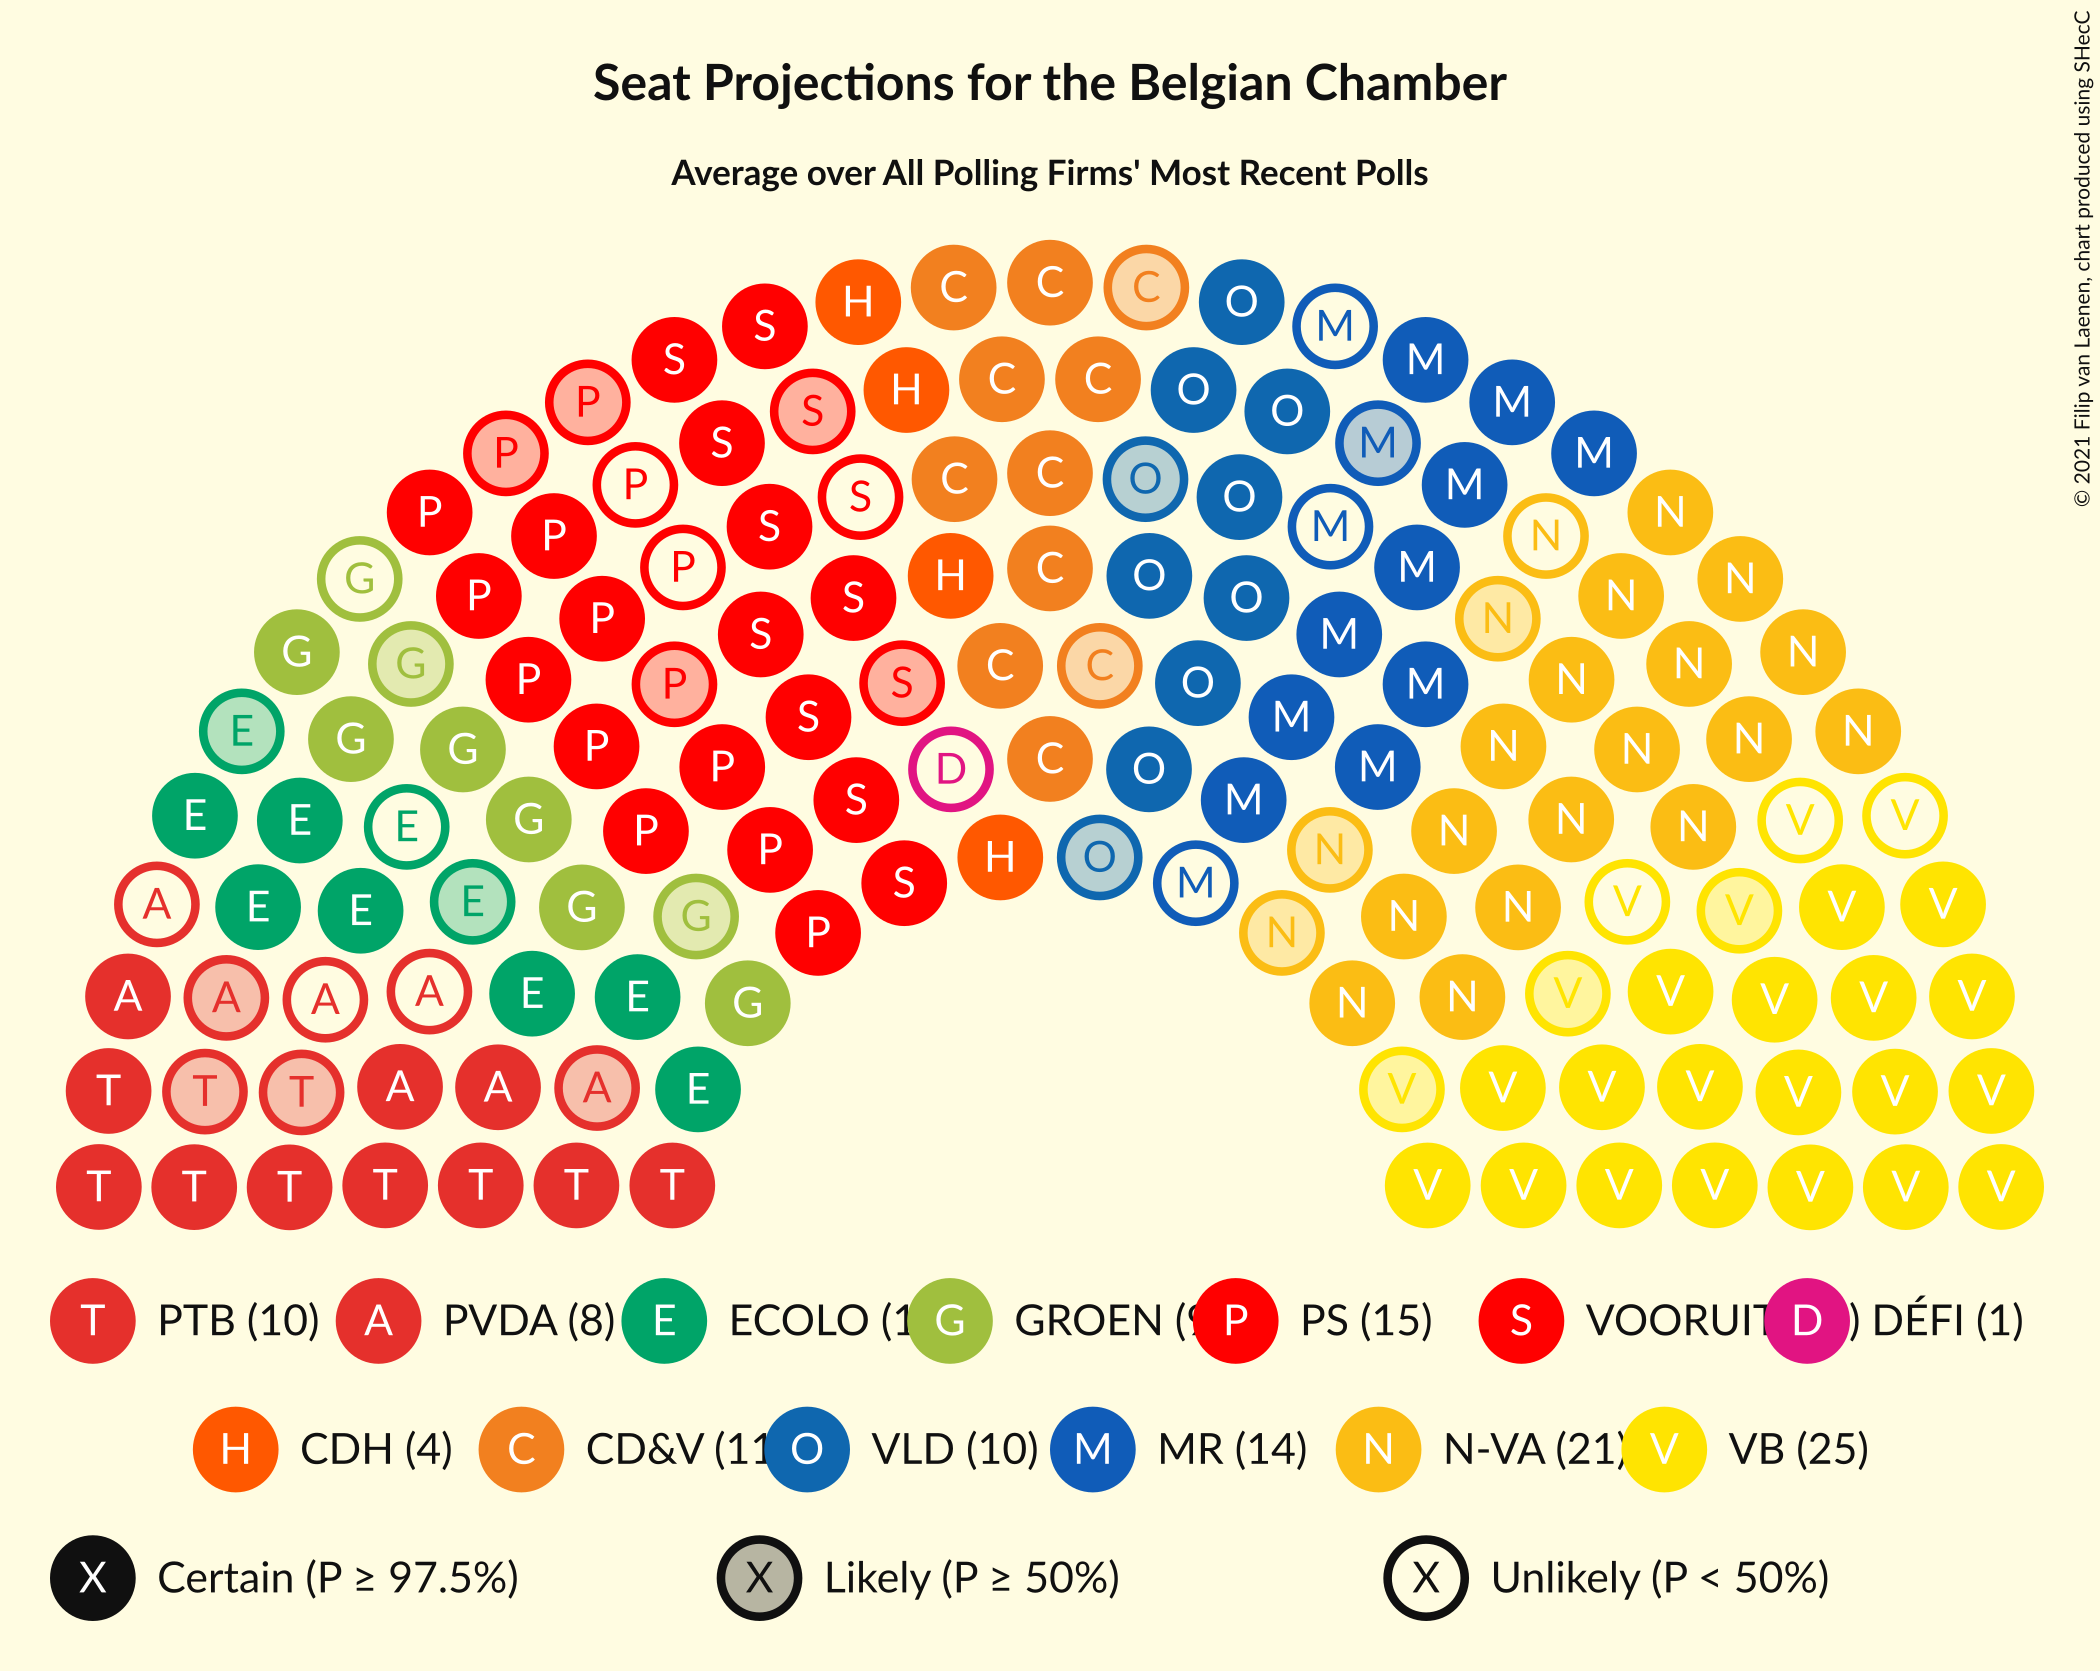 Seat Projections for the Belgian Chamber
Average over All Polling Firms' Most Recent Polls
© 2021 Filip van Laenen, chart produced using SHecC
H C C C O
S M
S M
H C C O
P S O M
P S M M
P S C C O O M
P P S M N N
G P H C O M N
P P S S O M N N
G G P P S C C O M N N N
E G G P S M N N N N
P D C O M
E E E G P S M N N N V V
P H O N
S M
A E E E G G N N V V V V
P N
A A A A E E G N N V V V V V
T T T A A A E V V V V V V V
T T T T T T T V V V V V V V
T PTB (10) A PVDA (8) E ECOLO (1 G GROEN ( P PS (15) S VOORUIT D ) DÉFI (1)
H CDH (4) C CD&V (11 O VLD (10) M MR (14) N N-VA (21) V VB (25)
X Certain (P ≥ 97.5%) X Likely (P ≥ 50%) X Unlikely (P < 50%)